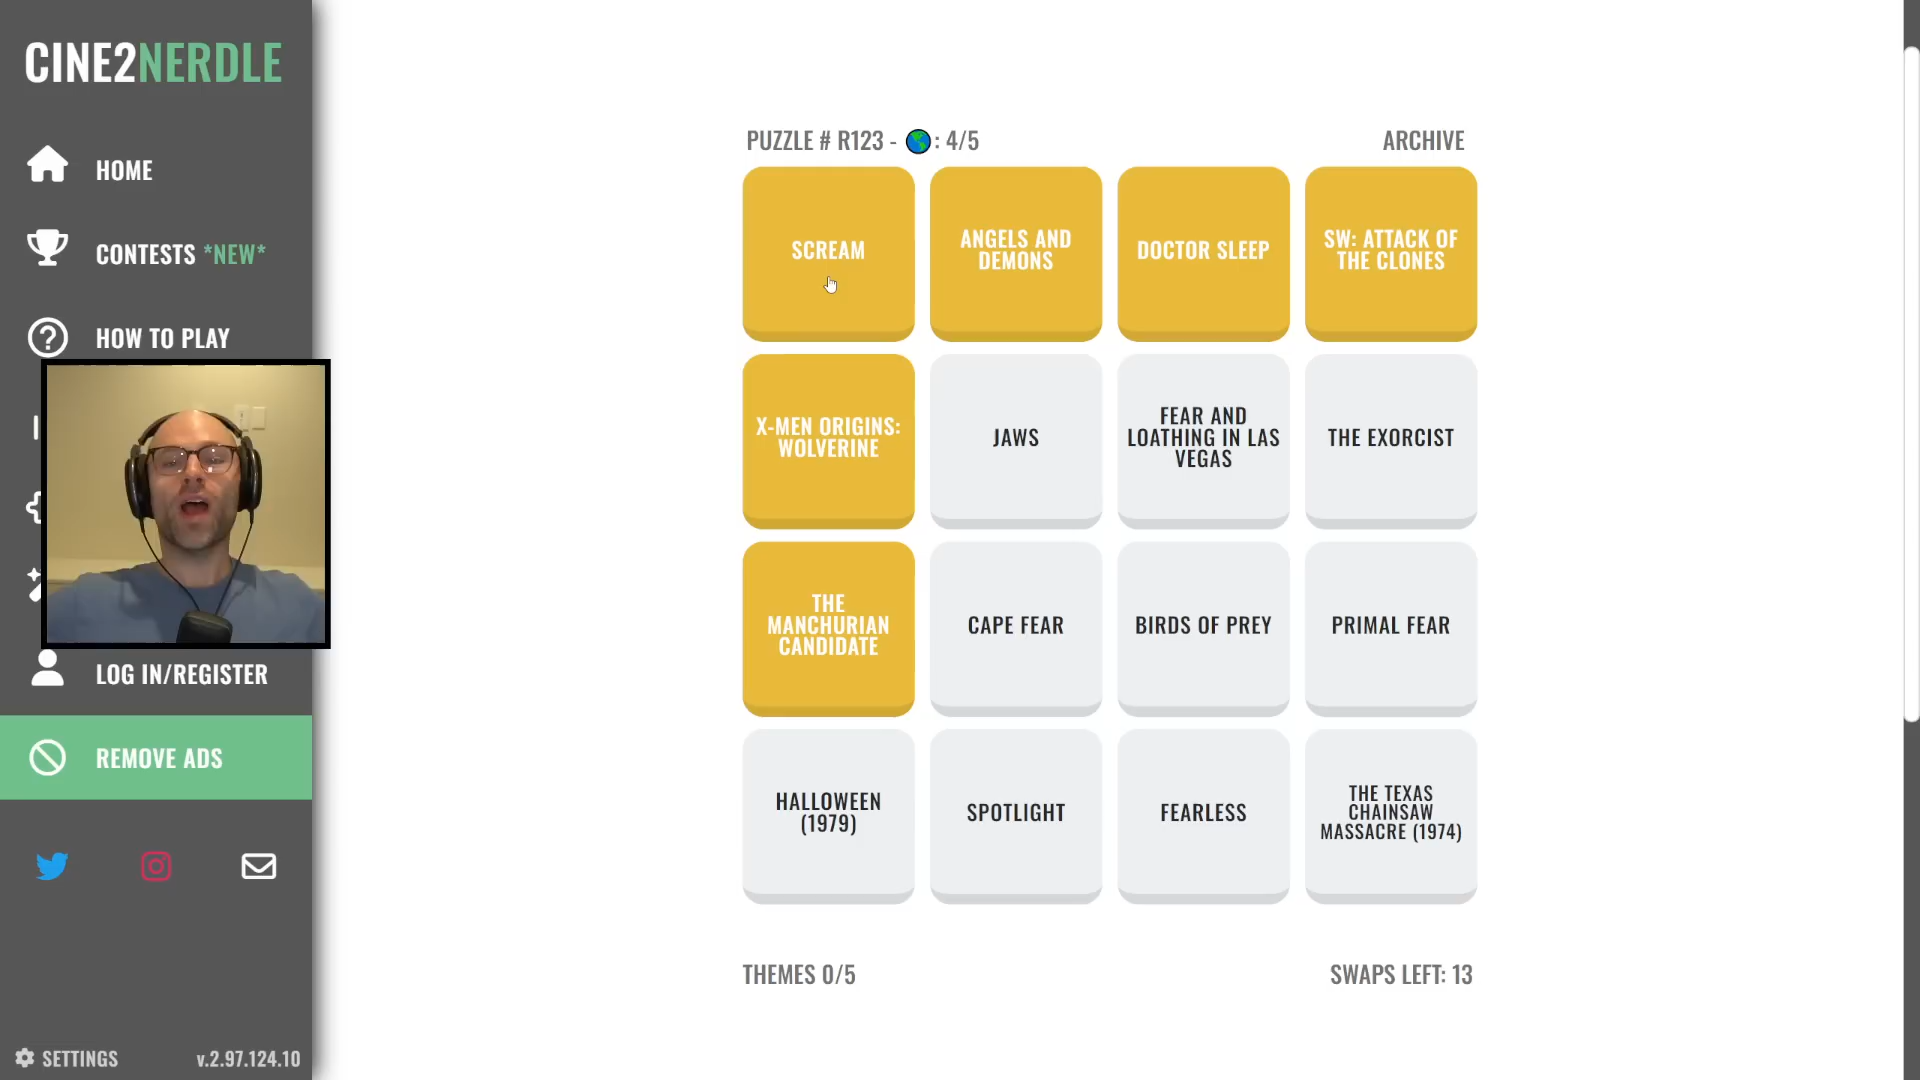 CINE2NERDLE
HOME
CONTESTS *NEW*
HOW TO PLAY
LOG IN/REGISTER
REMOVE ADS
SETTINGS
v.2.97.124.10
PUZZLE # R123 - : 4/5
ARCHIVE
SCREAM
ANGELS AND
DEMONS
DOCTOR SLEEP
SW: ATTACK OF
THE CLONES
X-MEN ORIGINS:
WOLVERINE
JAWS
FEAR AND
LOATHING IN LAS
VEGAS
THE EXORCIST
THE
MANCHURIAN
CANDIDATE
CAPE FEAR
BIRDS OF PREY
PRIMAL FEAR
HALLOWEEN
(1979)
SPOTLIGHT
FEARLESS
THE TEXAS
CHAINSAW
MASSACRE (1974)
THEMES 0/5
SWAPS LEFT: 13